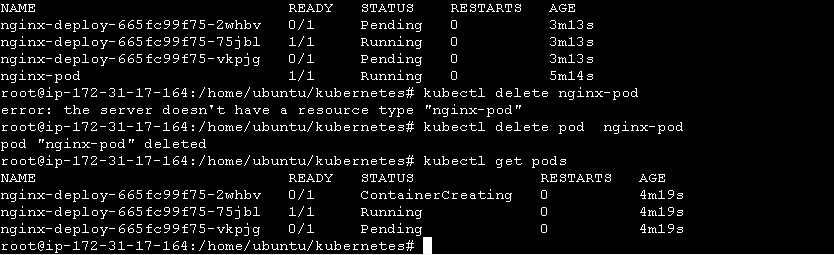 NAME READY STATUS RESTARTS AGE
nginx-deploy-665fc99f75-2whbv 0/1 Pending 0 3m13s
nginx-deploy-665fc99f75-75jbl 1/1 Running 0 3m13s
nginx-deploy-665fc99f75-vkpjg 0/1 Pending 0 3m13s
nginx-pod 1/1 Running 0 5m14s
root@ip-172-31-17-164:/home/ubuntu/kubernetes# kubectl delete nginx-pod
error: the server doesn't have a resource type "nginx-pod"
root@ip-172-31-17-164:/home/ubuntu/kubernetes# kubectl delete pod  nginx-pod
pod "nginx-pod" deleted
root@ip-172-31-17-164:/home/ubuntu/kubernetes# kubectl get pods
NAME READY STATUS RESTARTS AGE
nginx-deploy-665fc99f75-2whbv 0/1 ContainerCreating 0 4m19s
nginx-deploy-665fc99f75-75jbl 1/1 Running 0 4m19s
nginx-deploy-665fc99f75-vkpjg 0/1 Pending 0 4m19s
root@ip-172-31-17-164:/home/ubuntu/kubernetes#